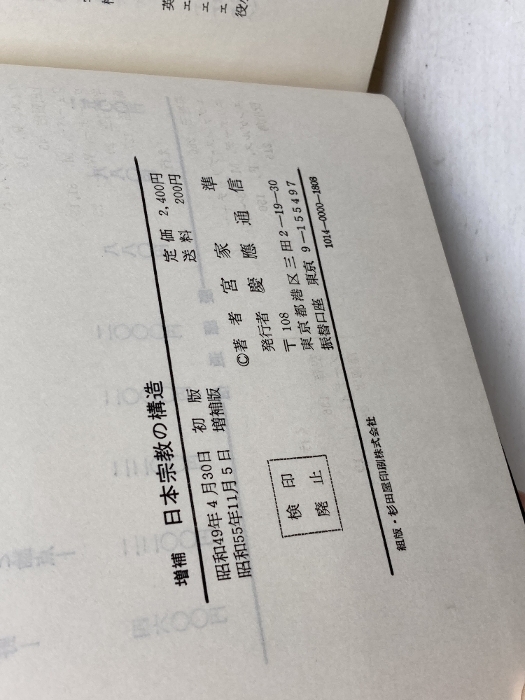 増補 日本宗教の構造
定価 2,400円
送料 200円
昭和49年4月30日 初版
昭和55年11月5日 増補版
©著者 宮家準
発行者 慶應通信
〒108
東京都港区三田2—19—30
振替口座 東京 9—155497
1014—0000—1808
検印
廃止
組版・杉田屋印刷株式会社